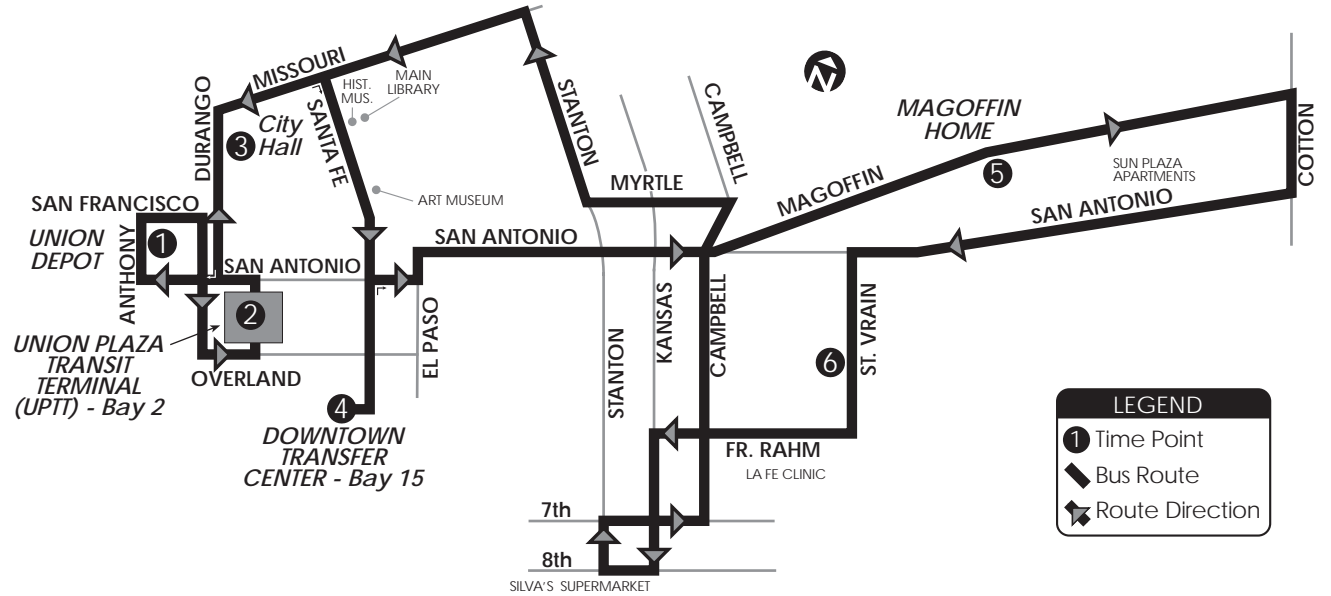 MISSOURI
DURANGO
HIST.
MUS.
MAIN
LIBRARY
SANTA FE
3
City
Hall
ART MUSEUM
STANTON
CAMPBELL
MYRTLE
N
MAGOFFIN
HOME
5
MAGOFFIN
SUN PLAZA
APARTMENTS
COTTON
SAN ANTONIO
SAN FRANCISCO
UNION
DEPOT
1
ANTHONY
SAN ANTONIO
2
UNION PLAZA
TRANSIT
TERMINAL
(UPTT) - Bay 2
OVERLAND
EL PASO
4
DOWNTOWN
TRANSFER
CENTER - Bay 15
SAN ANTONIO
STANTON
KANSAS
CAMPBELL
6
ST. VRAIN
FR. RAHM
LA FE CLINIC
7th
8th
SILVA'S SUPERMARKET
LEGEND
1 Time Point
Bus Route
Route Direction